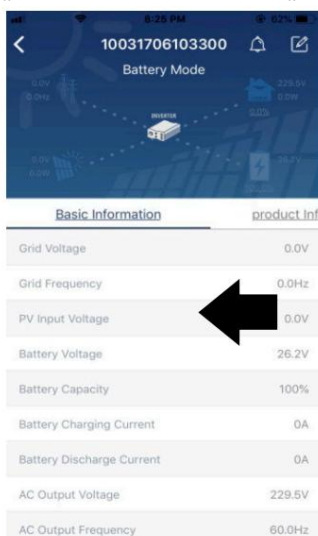 6:25 PM
62%
10031706103300
Battery Mode
0.0V
0.0Hz
229.5V
0.0W
0.0%
INVERTER
0.0V
0.0W
26.2V
Basic Information
product Inf
Grid Voltage 0.0V
Grid Frequency 0.0Hz
PV Input Voltage 0.0V
Battery Voltage 26.2V
Battery Capacity 100%
Battery Charging Current 0A
Battery Discharge Current 0A
AC Output Voltage 229.5V
AC Output Frequency 60.0Hz